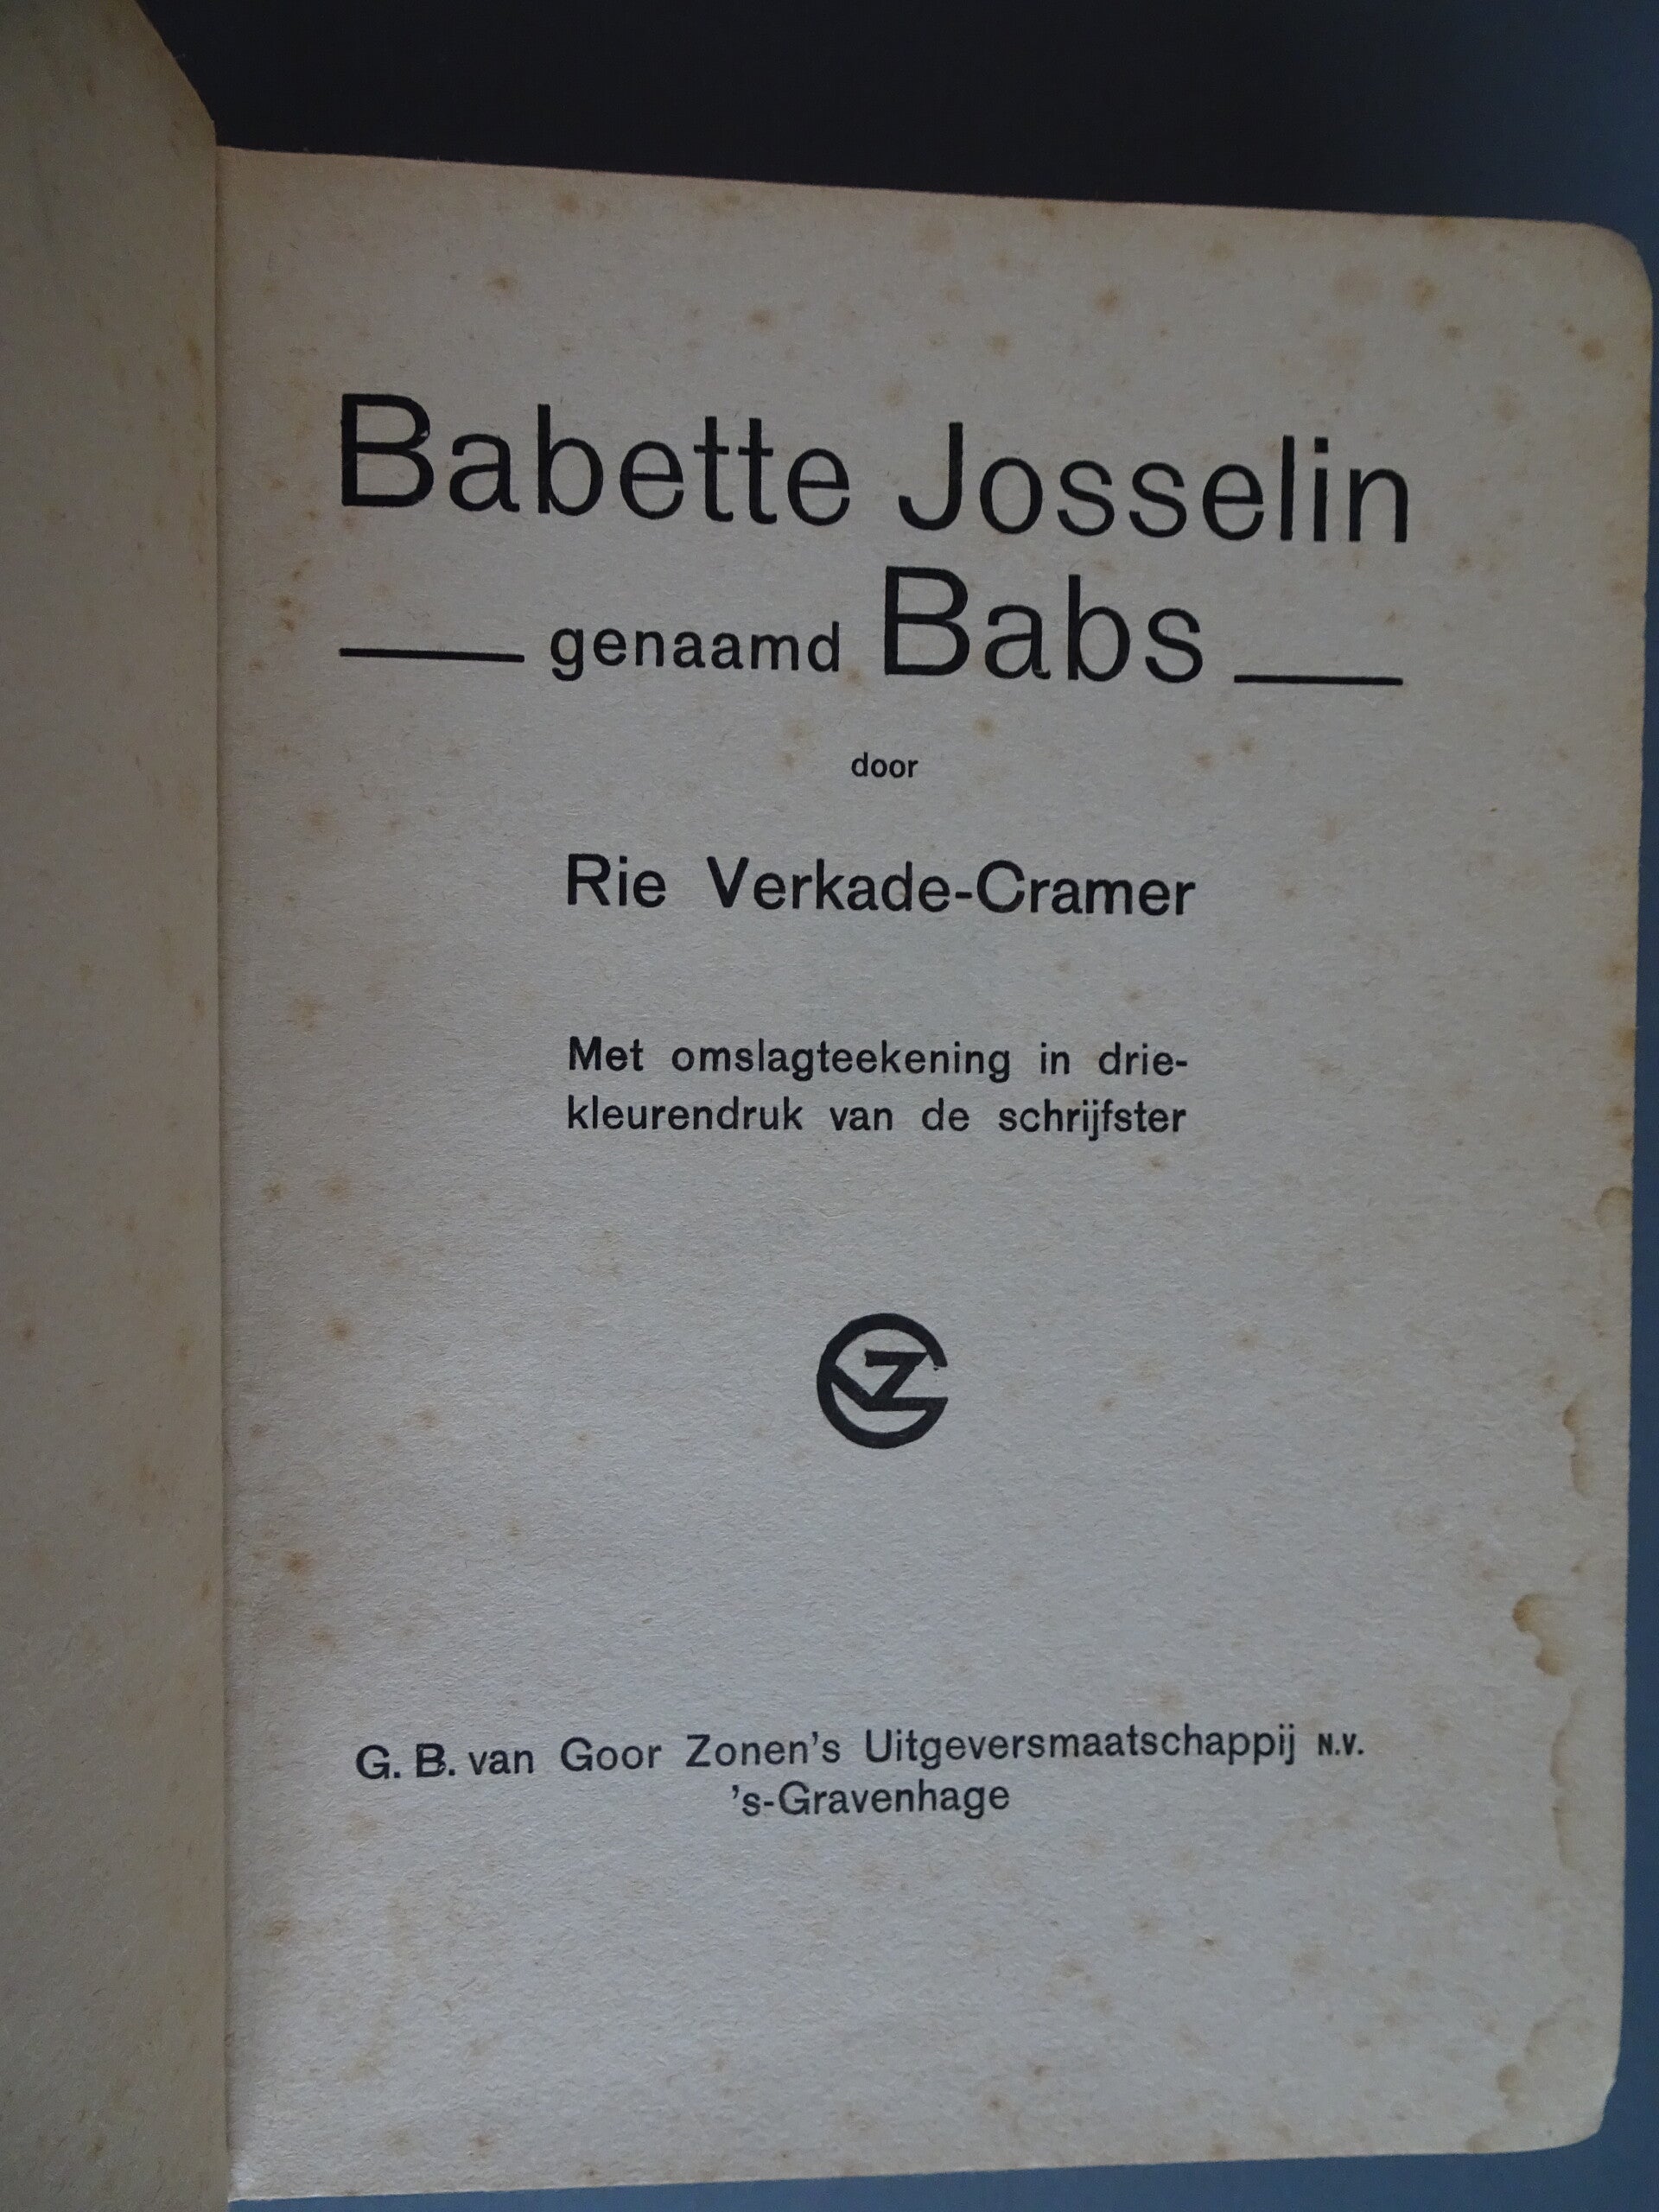 Babette Josselin
genaamd Babs
door
Rie Verkade-Cramer
Met omslagteekening in drie-
kleurendruk van de schrijfster
GVZ
G. B. van Goor Zonen's Uitgeversmaatschappij N.V.
's-Gravenhage